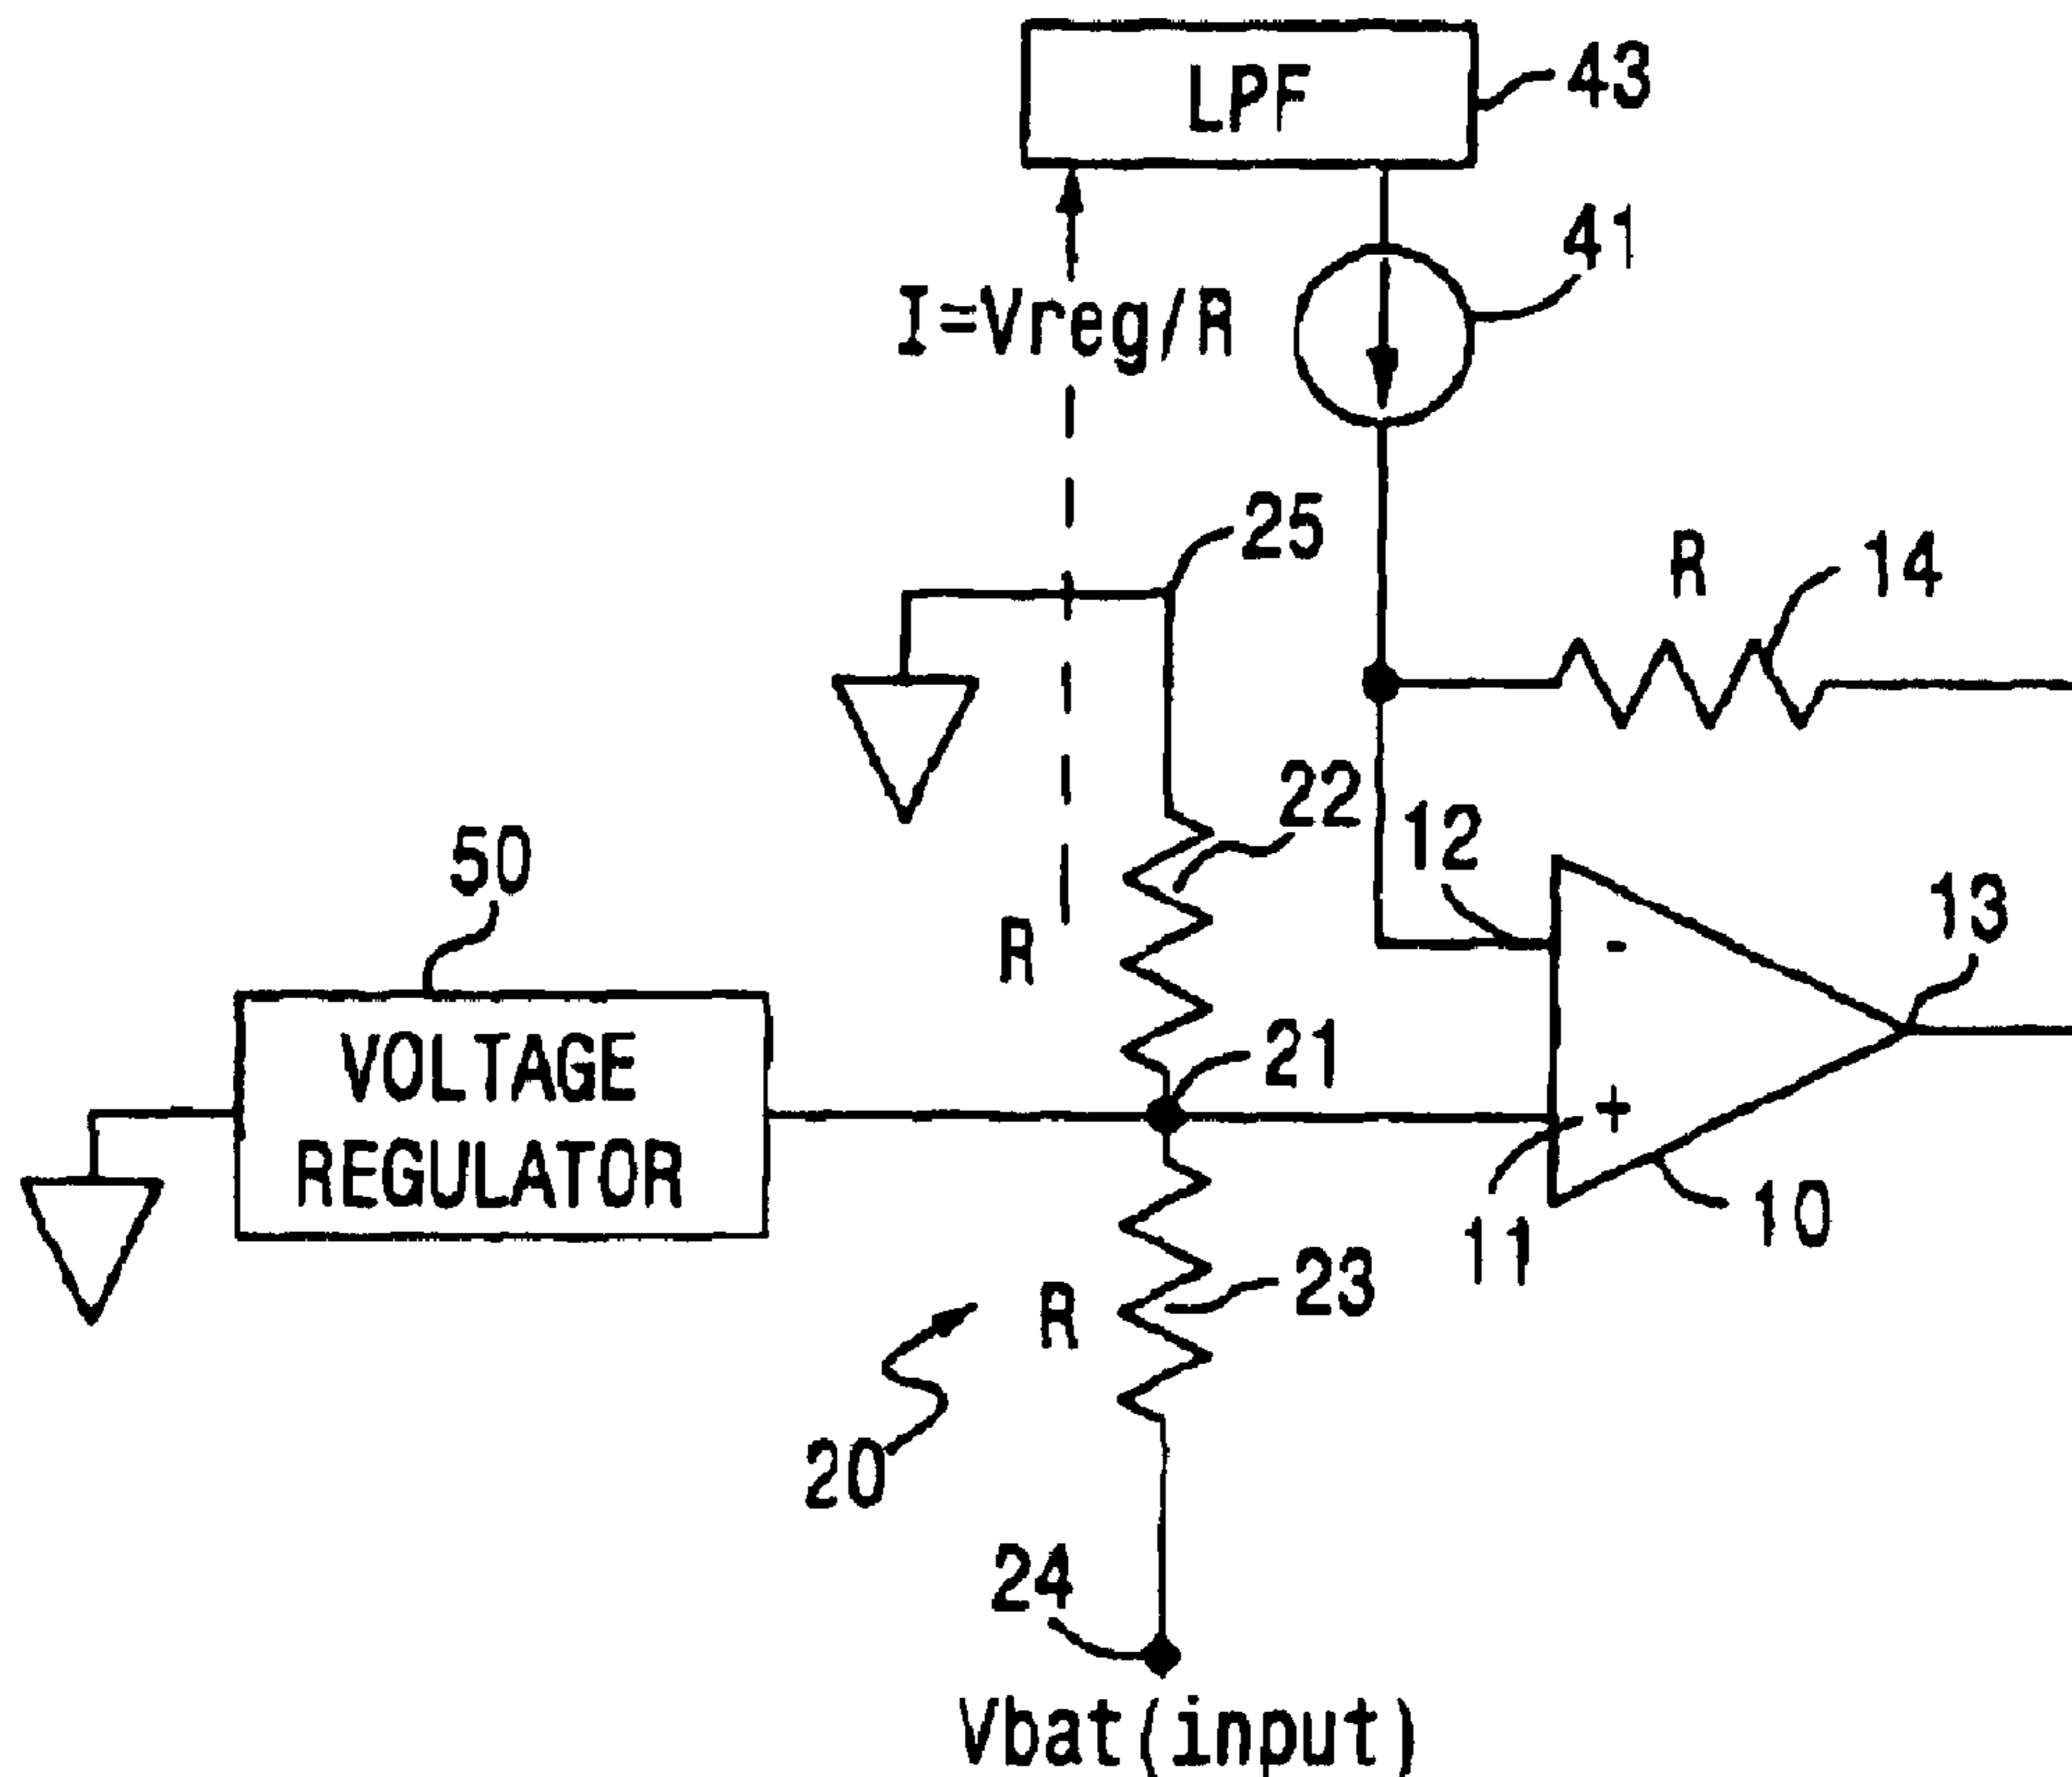 LPF
43
41
I=Vreg/R
25
R
14
22
12
50
13
R
VOLTAGE
REGULATOR
21
-
+
11
10
23
R
20
24
Vbat(input)